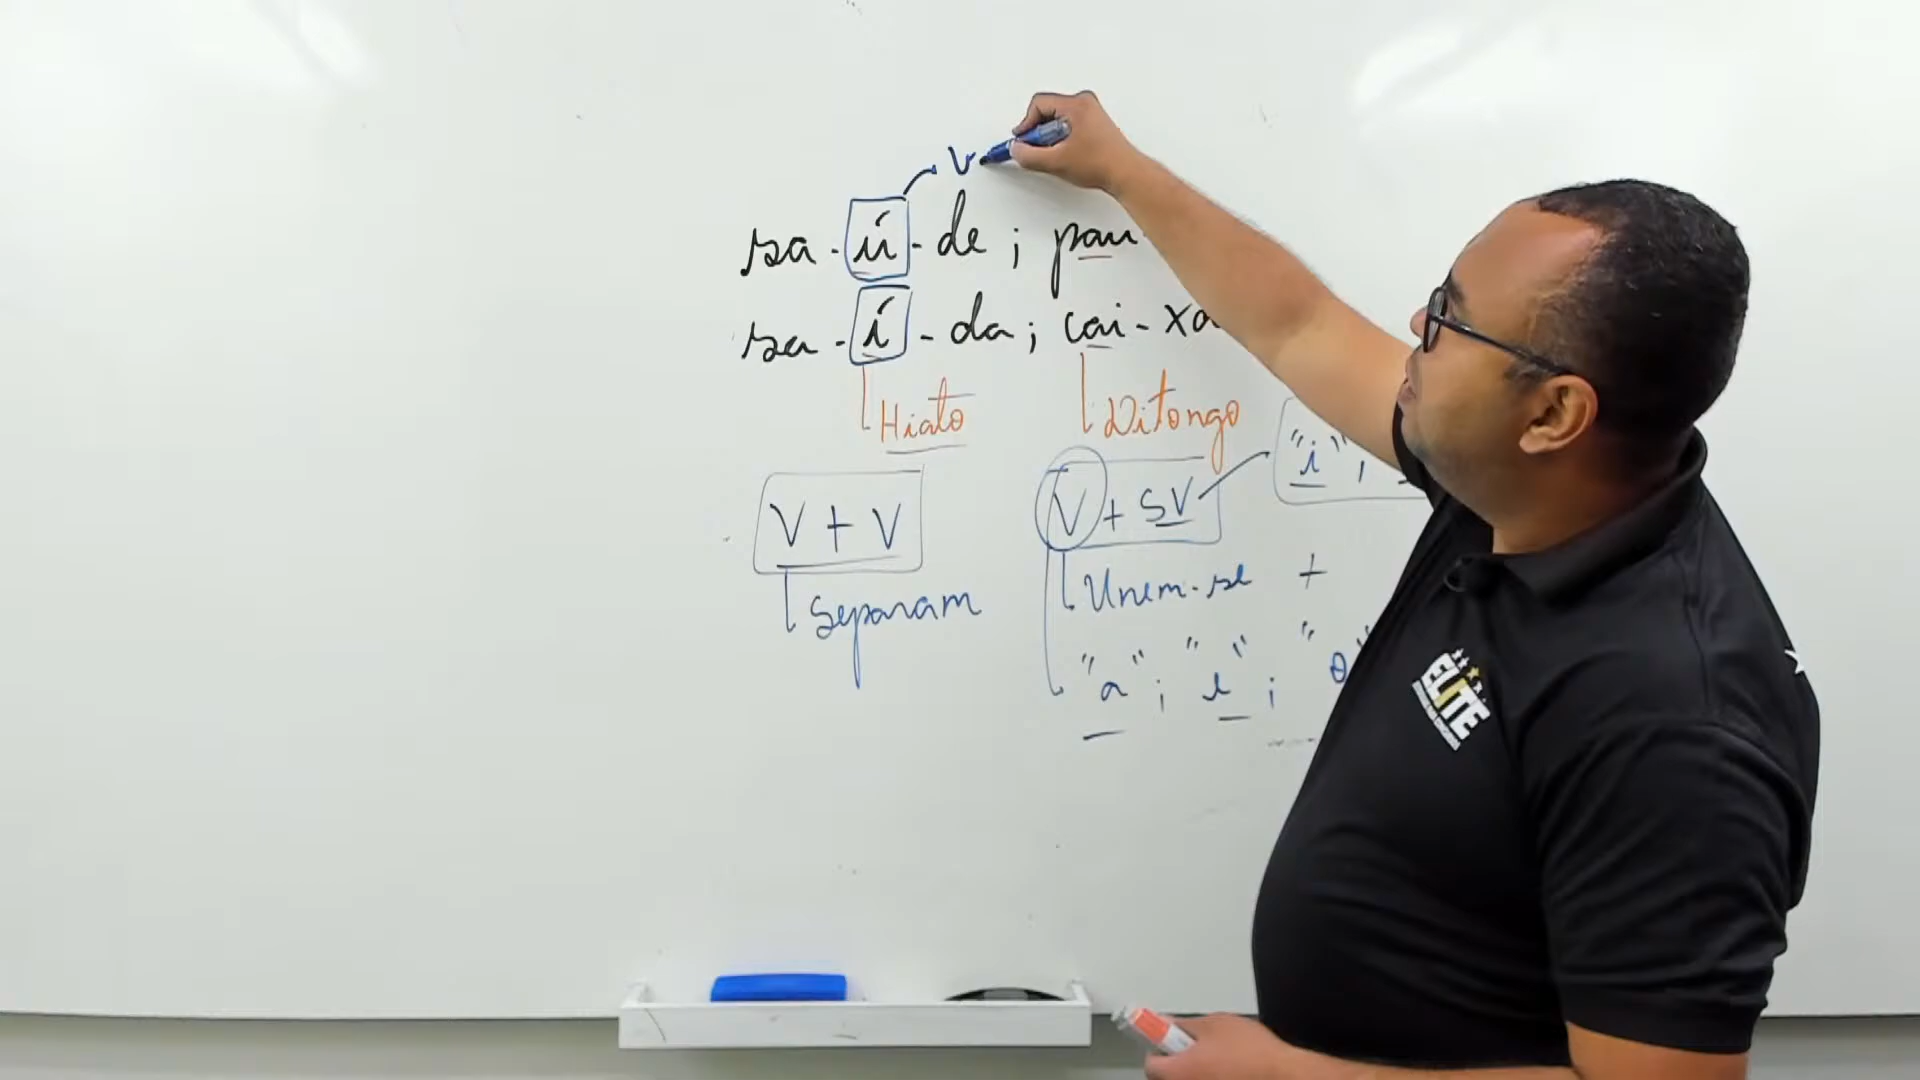 v
sa - ú - de ; pau
sa - í - da ; cai - xa
Hiato
Ditongo
V + V
V + SV
"i" ,
Separam
Unem-se +
"a" ; "e" ; "o"
ELITE